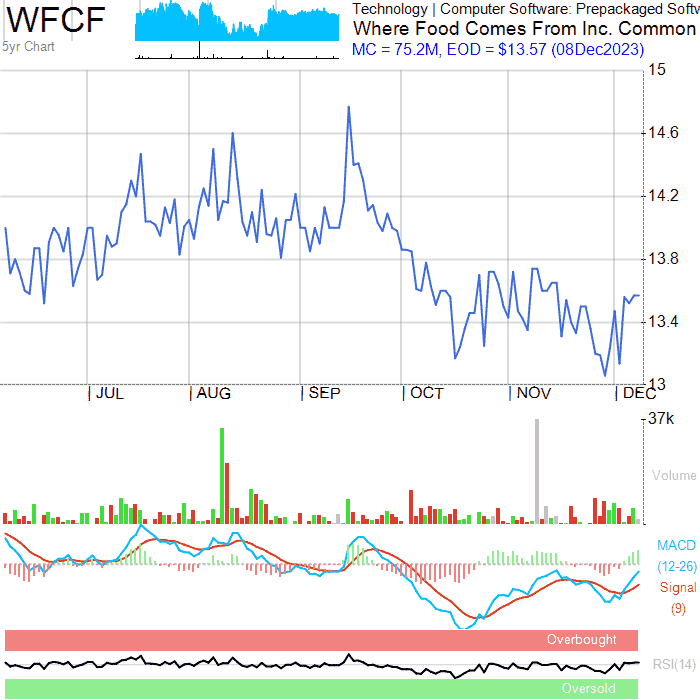 WFCF
5yr Chart
Technology | Computer Software: Prepackaged Softw
Where Food Comes From Inc. Common
MC = 75.2M, EOD = $13.57 (08Dec2023)
15
14.6
14.2
13.8
13.4
13
| JUL
| AUG
| SEP
| OCT
| NOV
| DEC
37k
Volume
MACD
(12-26)
Signal
(9)
Overbought
RSI(14)
Oversold